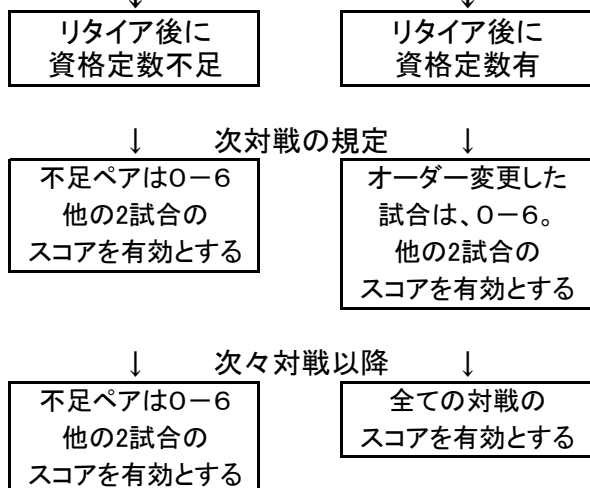 ↓ ↓
リタイア後に
資格定数不足
リタイア後に
資格定数有
↓ 次対戦の規定 ↓
不足ペアは０－６
他の2試合の
スコアを有効とする
オーダー変更した
試合は、０－６。
他の2試合の
スコアを有効とする
↓ 次々対戦以降 ↓
不足ペアは０－６
他の2試合の
スコアを有効とする
全ての対戦の
スコアを有効とする